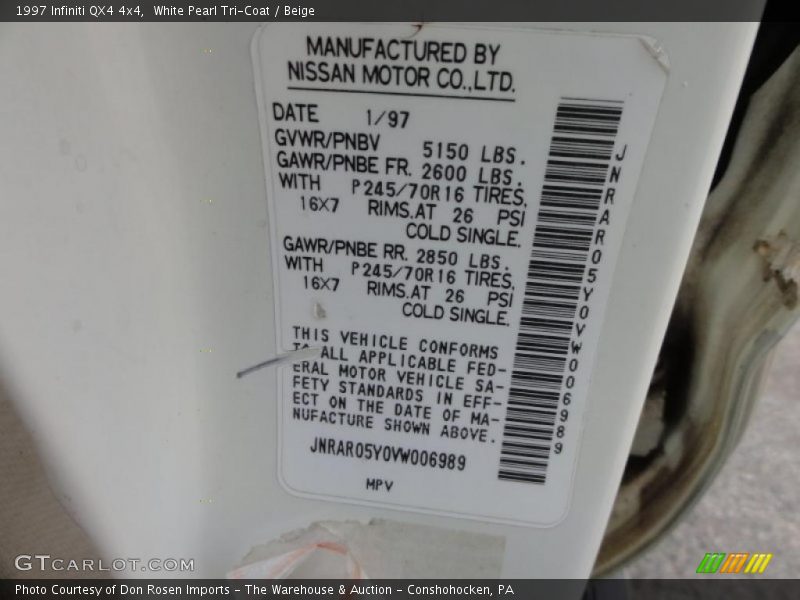 1997 Infiniti QX4 4x4,  White Pearl Tri-Coat / Beige
MANUFACTURED BY
NISSAN MOTOR CO.,LTD.
DATE 1/97
GVWR/PNBV 5150 LBS.
GAWR/PNBE FR. 2600 LBS.
WITH P245/70R16 TIRES,
16X7 RIMS.AT 26 PSI
COLD SINGLE.
GAWR/PNBE RR. 2850 LBS.
WITH P245/70R16 TIRES,
16X7 RIMS.AT 26 PSI
COLD SINGLE.
THIS VEHICLE CONFORMS
TO ALL APPLICABLE FED-
ERAL MOTOR VEHICLE SA-
FETY STANDARDS IN EFF-
ECT ON THE DATE OF MA-
NUFACTURE SHOWN ABOVE.
JNRAR05Y0VW006989
MPV
JNRAR05Y0VW006989
GTCARLOT.COM
Photo Courtesy of Don Rosen Imports - The Warehouse & Auction - Conshohocken, PA